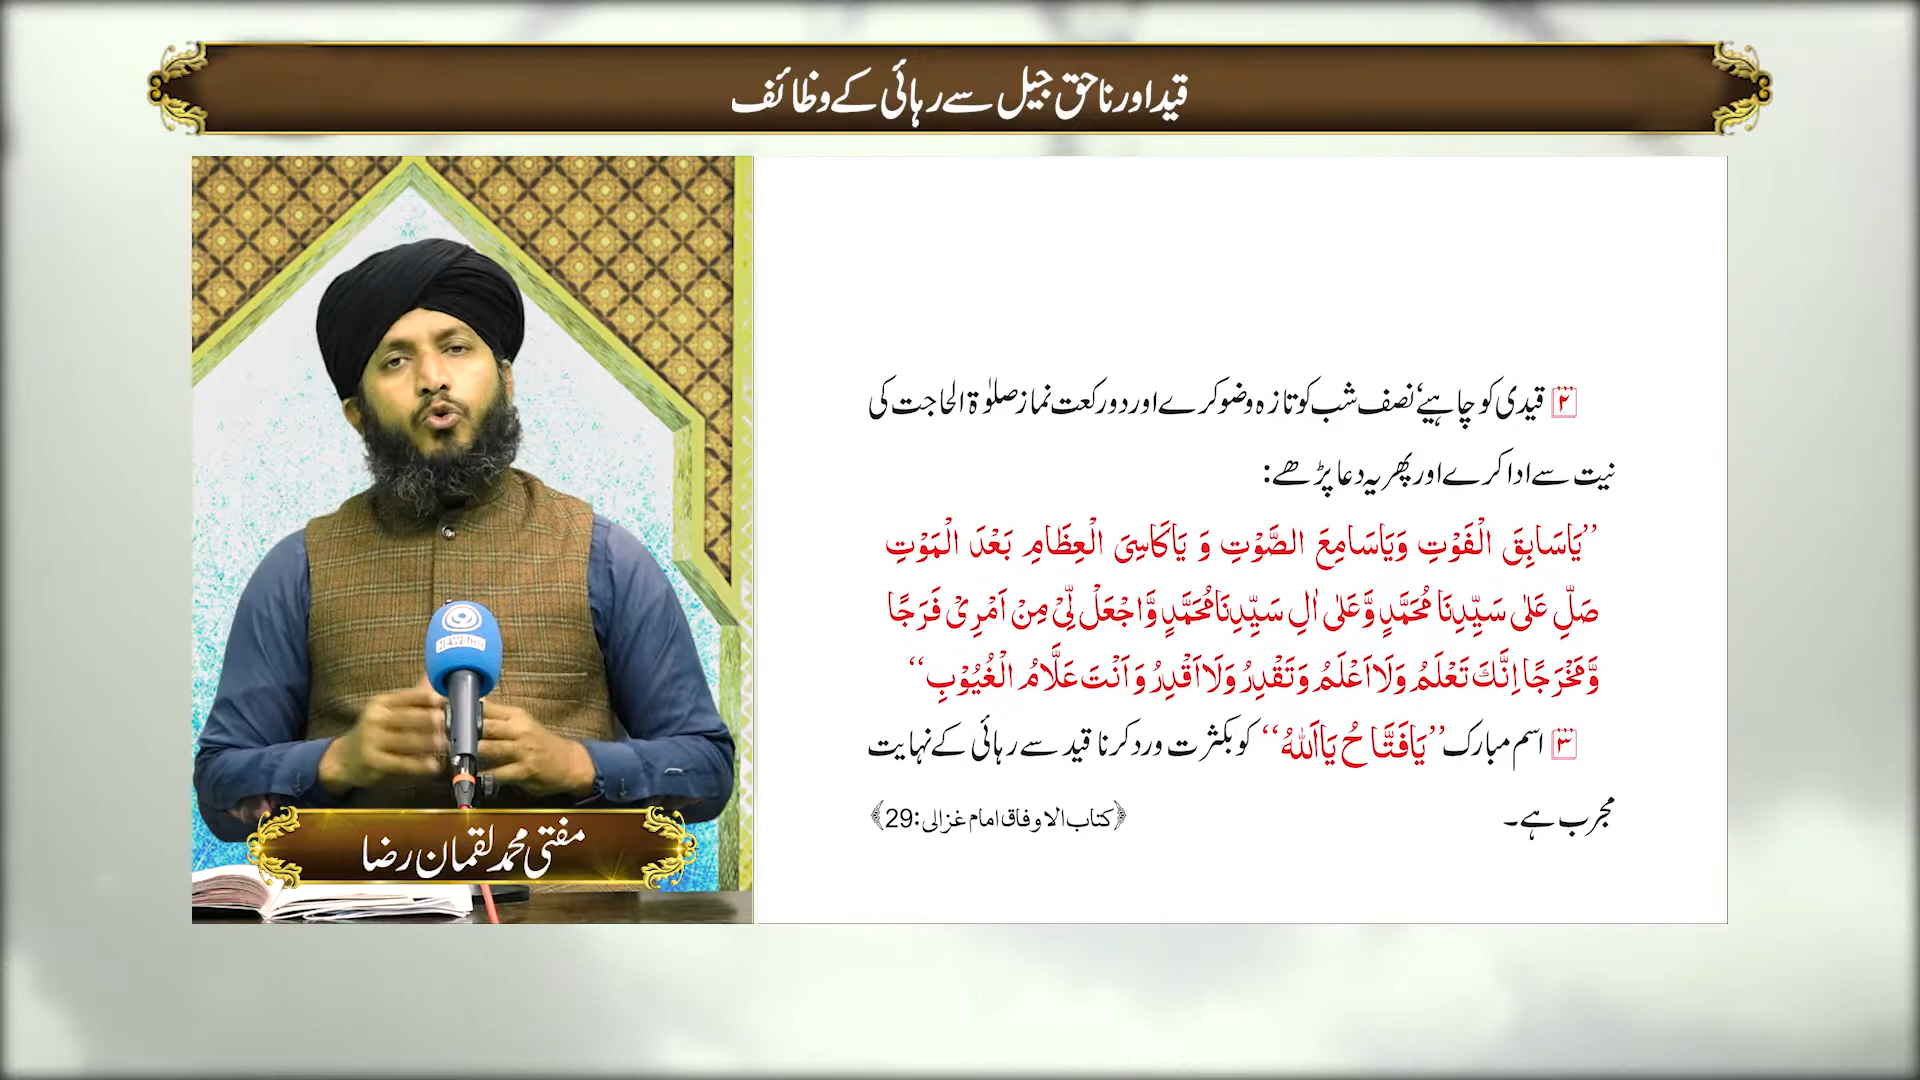 قید اور ناحق جیل سے رہائی کے وظائف
۲ قیدی کو چاہیے، نصف شب کو تازہ وضو کرے اور دو رکعت نماز صلوٰۃ الحاجت کی
نیت سے ادا کرے اور پھر یہ دعا پڑھے:
’’يَاسَابِقَ الْفَوْتِ وَيَاسَامِعَ الصَّوْتِ وَ يَاكَاسِىَ الْعِظَامِ بَعْدَ الْمَوْتِ
صَلِّ عَلٰى سَيِّدِنَا مُحَمَّدٍ وَّعَلٰى اٰلِ سَيِّدِنَا مُحَمَّدٍ وَّاجْعَلْ لِّىْ مِنْ اَمْرِىْ فَرَجًا
وَّمَخْرَجًا اِنَّكَ تَعْلَمُ وَلَا اَعْلَمُ وَتَقْدِرُ وَلَا اَقْدِرُ وَاَنْتَ عَلَّامُ الْغُيُوْبِ‘‘
۳ اسم مبارک ’’يَافَتَّاحُ يَااَللهُ‘‘ کو بکثرت ورد کرنا قید سے رہائی کے نہایت
مجرب ہے۔
﴿کتاب الاوفاق امام غزالی:29﴾
مفتی محمد لقمان رضا